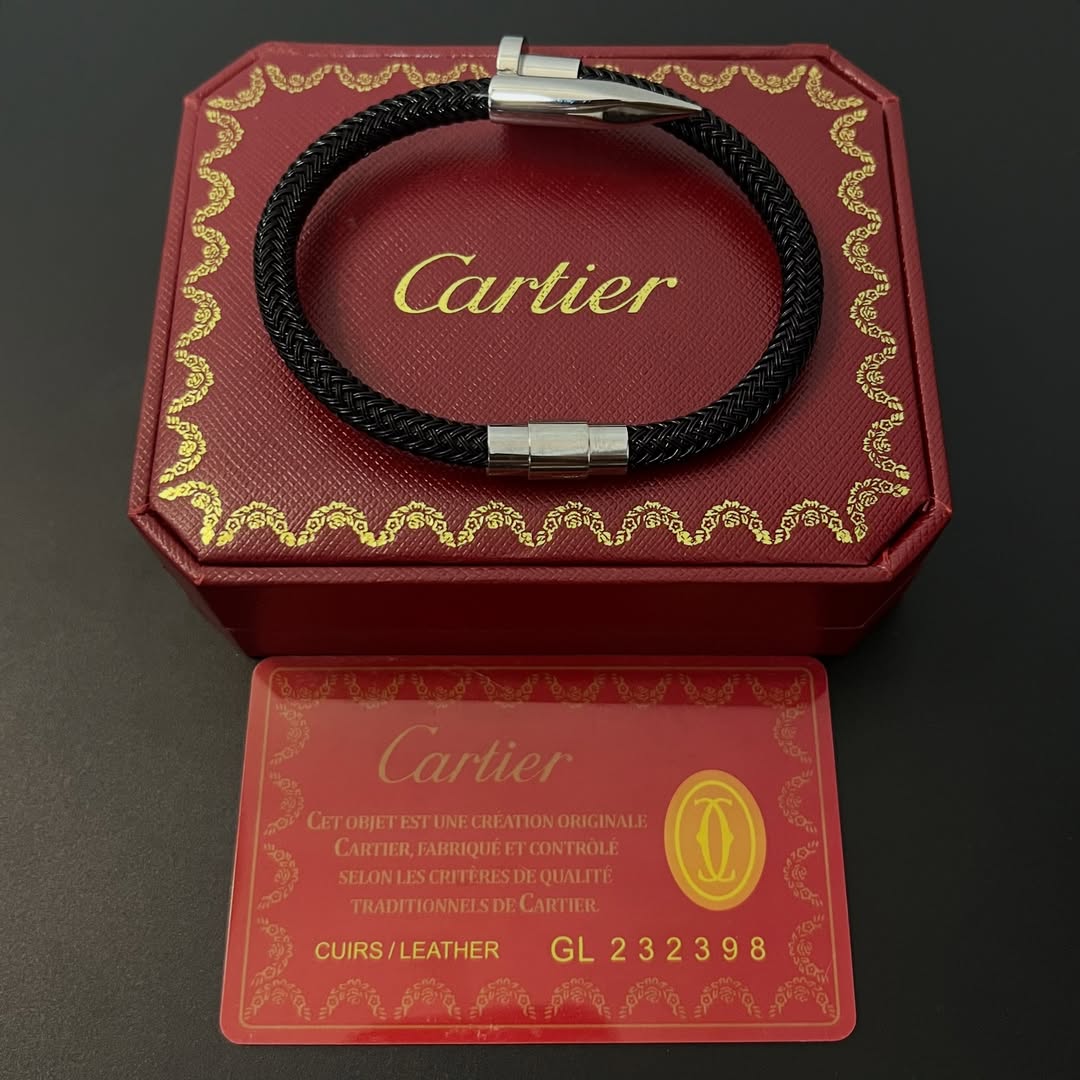 Cartier
Cartier
CET OBJET EST UNE CRÉATION ORIGINALE
CARTIER, FABRIQUÉ ET CONTRÔLÉ
SELON LES CRITÈRES DE QUALITÉ
TRADITIONNELS DE CARTIER.
CUIRS / LEATHER GL 232398